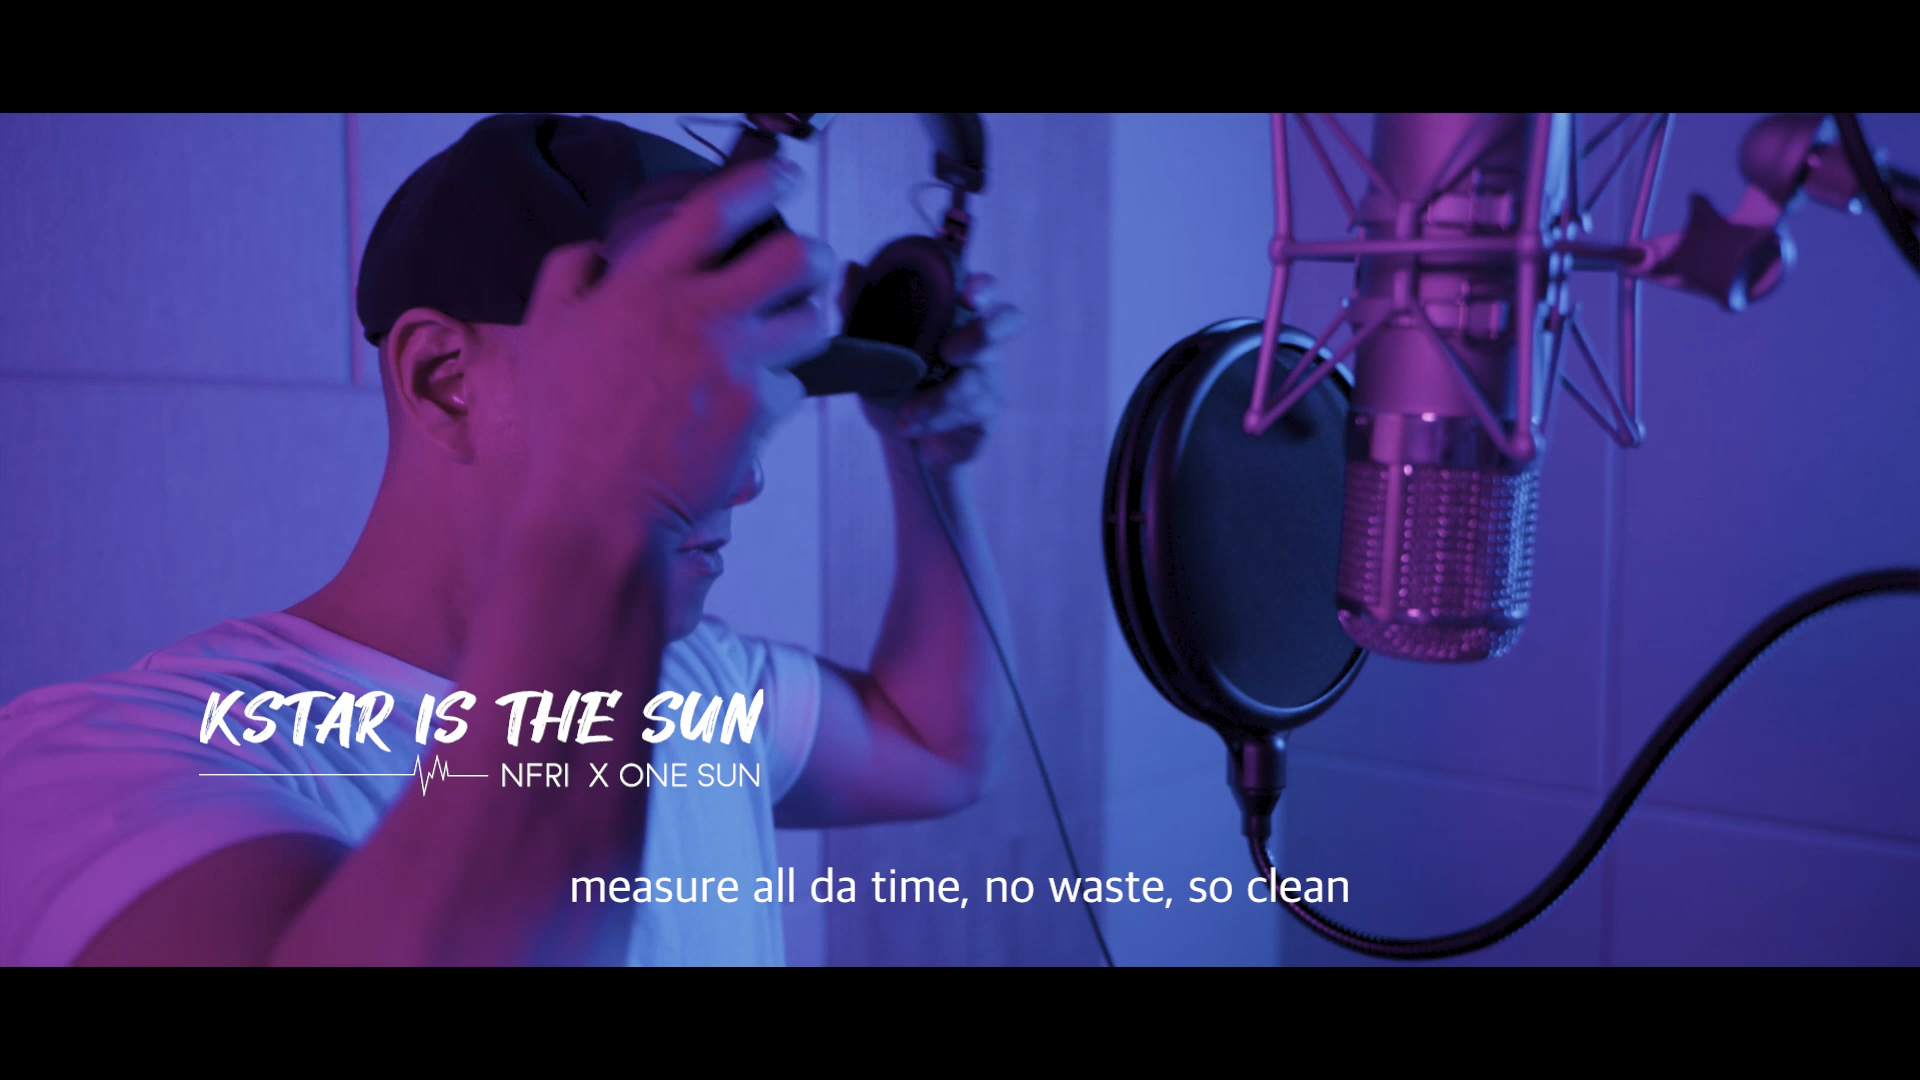 KSTAR IS THE SUN
NFRI X ONE SUN
measure all da time, no waste, so clean